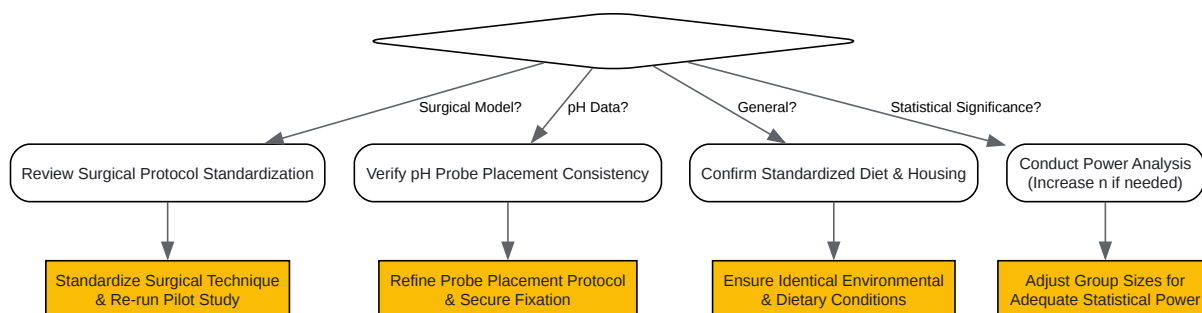 Surgical Model?
pH Data?
General?
Statistical Significance?
Review Surgical Protocol Standardization
Verify pH Probe Placement Consistency
Confirm Standardized Diet & Housing
Conduct Power Analysis
(Increase n if needed)
Standardize Surgical Technique
& Re-run Pilot Study
Refine Probe Placement Protocol
& Secure Fixation
Ensure Identical Environmental
& Dietary Conditions
Adjust Group Sizes for
Adequate Statistical Power